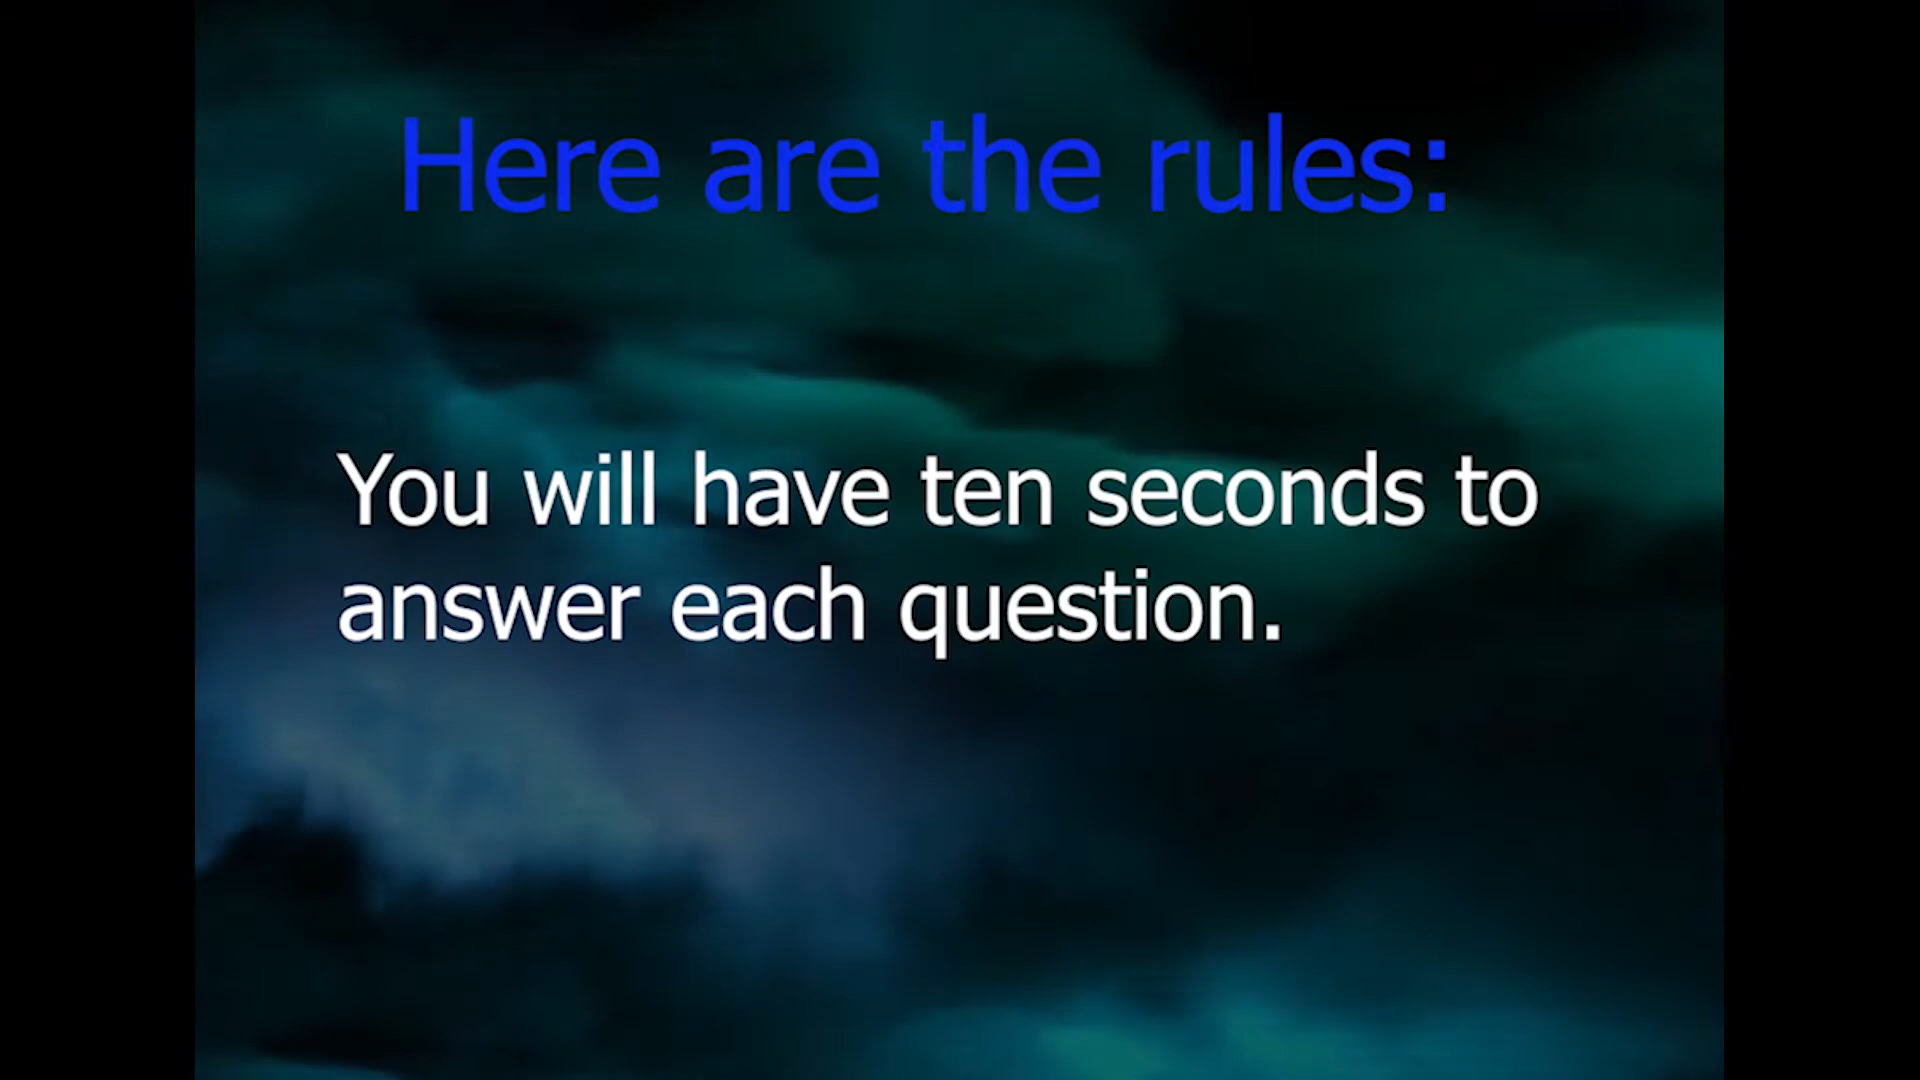 Here are the rules:
You will have ten seconds to
answer each question.